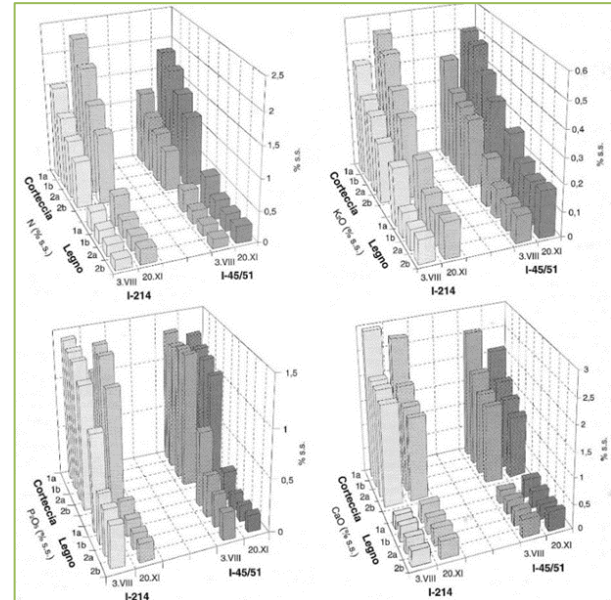 2,5
2
1,5
1
0,5
0
% s.s.
Corteccia
N (% s.s.)
Legno
1a
1b
2a
2b
1a
1b
2a
2b
3.VIII
20.XI
3.VIII
20.XI
I-214
I-45/51
0,6
0,5
0,4
0,3
0,2
0,1
0
% s.s.
Corteccia
K₂O (% s.s.)
Legno
1a
1b
2a
2b
1a
1b
2a
2b
3.VIII
20.XI
3.VIII
20.XI
I-214
I-45/51
1,5
1
0,5
0
% s.s.
Corteccia
P₂O₅ (% s.s.)
Legno
1a
1b
2a
2b
1a
1b
2a
2b
3.VIII
20.XI
3.VIII
20.XI
I-214
I-45/51
3
2,5
2
1,5
1
0,5
0
% s.s.
Corteccia
CaO (% s.s.)
Legno
1a
1b
2a
2b
1a
1b
2a
2b
3.VIII
20.XI
3.VIII
20.XI
I-214
I-45/51